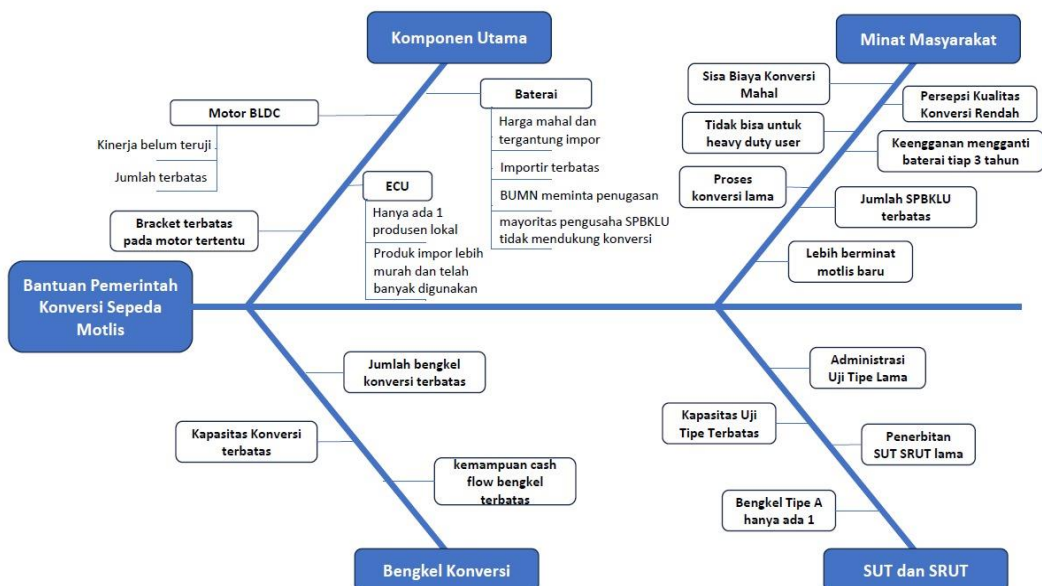 Komponen Utama
Minat Masyarakat
Motor BLDC
Kinerja belum teruji
Jumlah terbatas
Bracket terbatas
pada motor tertentu
ECU
Hanya ada 1
produsen lokal
Produk impor lebih
murah dan telah
banyak digunakan
Baterai
Harga mahal dan
tergantung impor
Importir terbatas
BUMN meminta penugasan
mayoritas pengusaha SPBKLU
tidak mendukung konversi
Sisa Biaya Konversi
Mahal
Persepsi Kualitas
Konversi Rendah
Tidak bisa untuk
heavy duty user
Keengganan mengganti
baterai tiap 3 tahun
Proses
konversi lama
Jumlah SPBKLU
terbatas
Lebih berminat
motlis baru
Bantuan Pemerintah
Konversi Sepeda
Motlis
Jumlah bengkel
konversi terbatas
Kapasitas Konversi
terbatas
kemampuan cash
flow bengkel
terbatas
Administrasi
Uji Tipe Lama
Kapasitas Uji
Tipe Terbatas
Penerbitan
SUT SRUT lama
Bengkel Tipe A
hanya ada 1
Bengkel Konversi
SUT dan SRUT